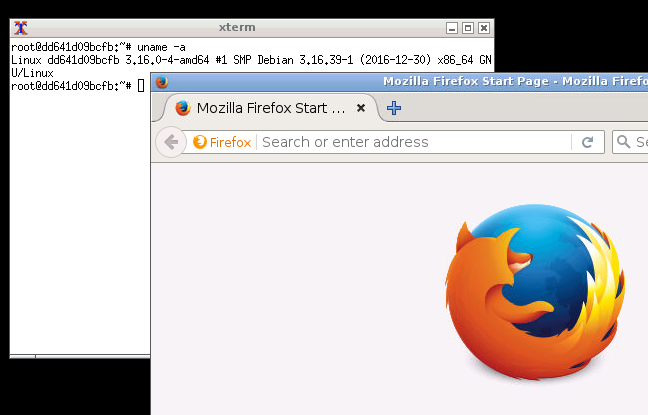 xterm
root@dd641d09bcfb:~# uname -a
Linux dd641d09bcfb 3.16.0-4-amd64 #1 SMP Debian 3.16.39-1 (2016-12-30) x86_64 GN
U/Linux
root@dd641d09bcfb:~#
Mozilla Firefox Start Page - Mozilla Firefo
Mozilla Firefox Start ...
Firefox
Search or enter address
Se